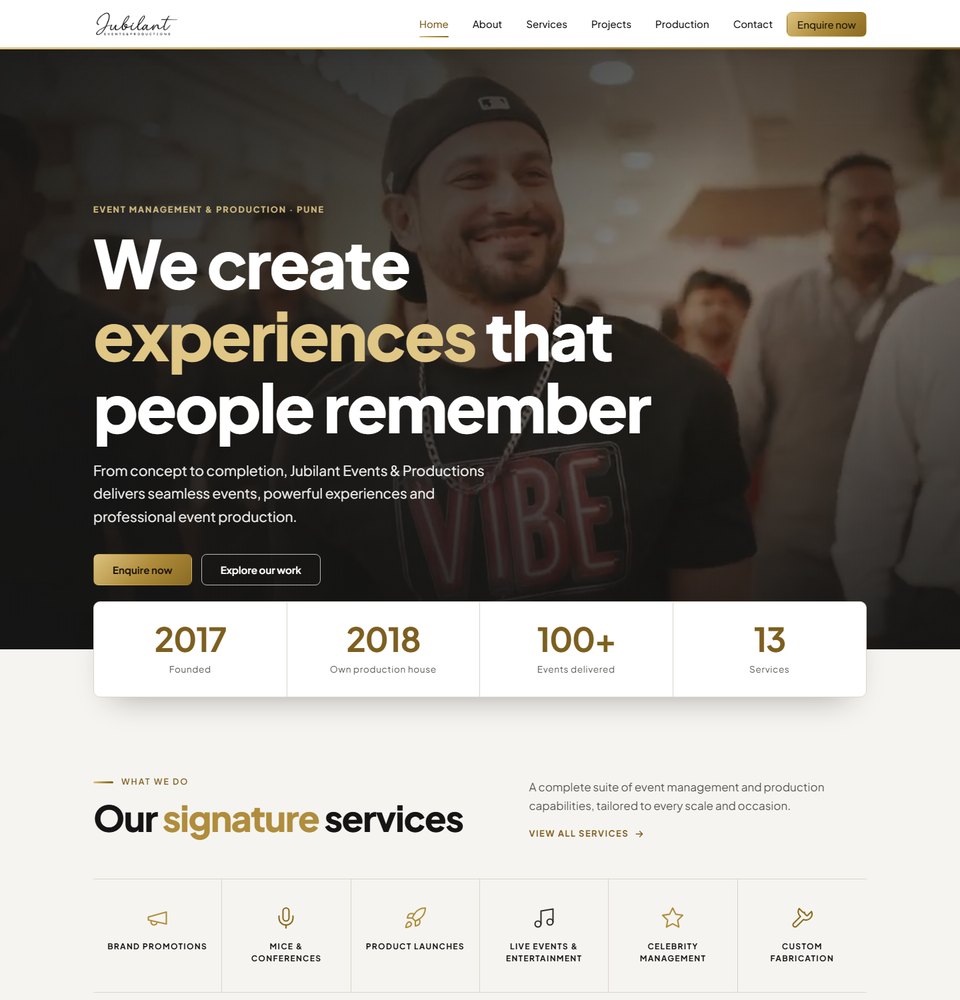 Jubilant
EVENTS & PRODUCTIONS
Home About Services Projects Production Contact Enquire now
EVENT MANAGEMENT & PRODUCTION · PUNE
We create
experiences that
people remember
From concept to completion, Jubilant Events & Productions
delivers seamless events, powerful experiences and
professional event production.
VIBE
Enquire now Explore our work
2017 2018 100+ 13
Founded Own production house Events delivered Services
WHAT WE DO
Our signature services
A complete suite of event management and production
capabilities, tailored to every scale and occasion.
VIEW ALL SERVICES →
BRAND PROMOTIONS
MICE &
CONFERENCES
PRODUCT LAUNCHES
LIVE EVENTS &
ENTERTAINMENT
CELEBRITY
MANAGEMENT
CUSTOM
FABRICATION